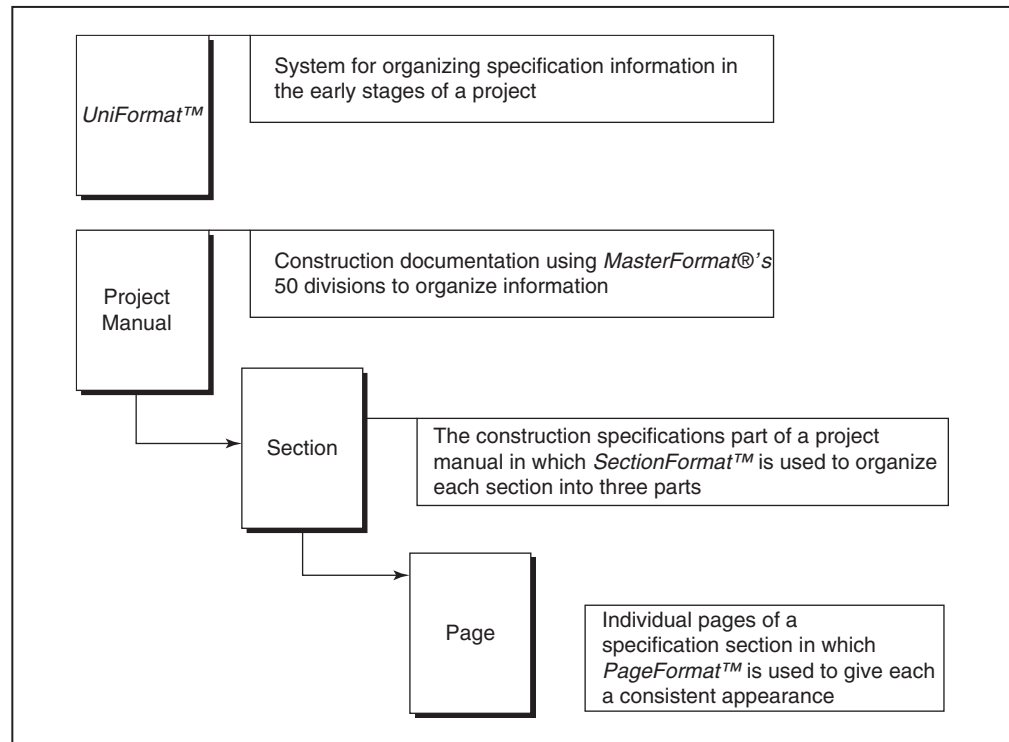 UniFormat™
System for organizing specification information in
the early stages of a project
Project
Manual
Construction documentation using MasterFormat®'s
50 divisions to organize information
Section
The construction specifications part of a project
manual in which SectionFormat™ is used to organize
each section into three parts
Page
Individual pages of a
specification section in which
PageFormat™ is used to give each
a consistent appearance